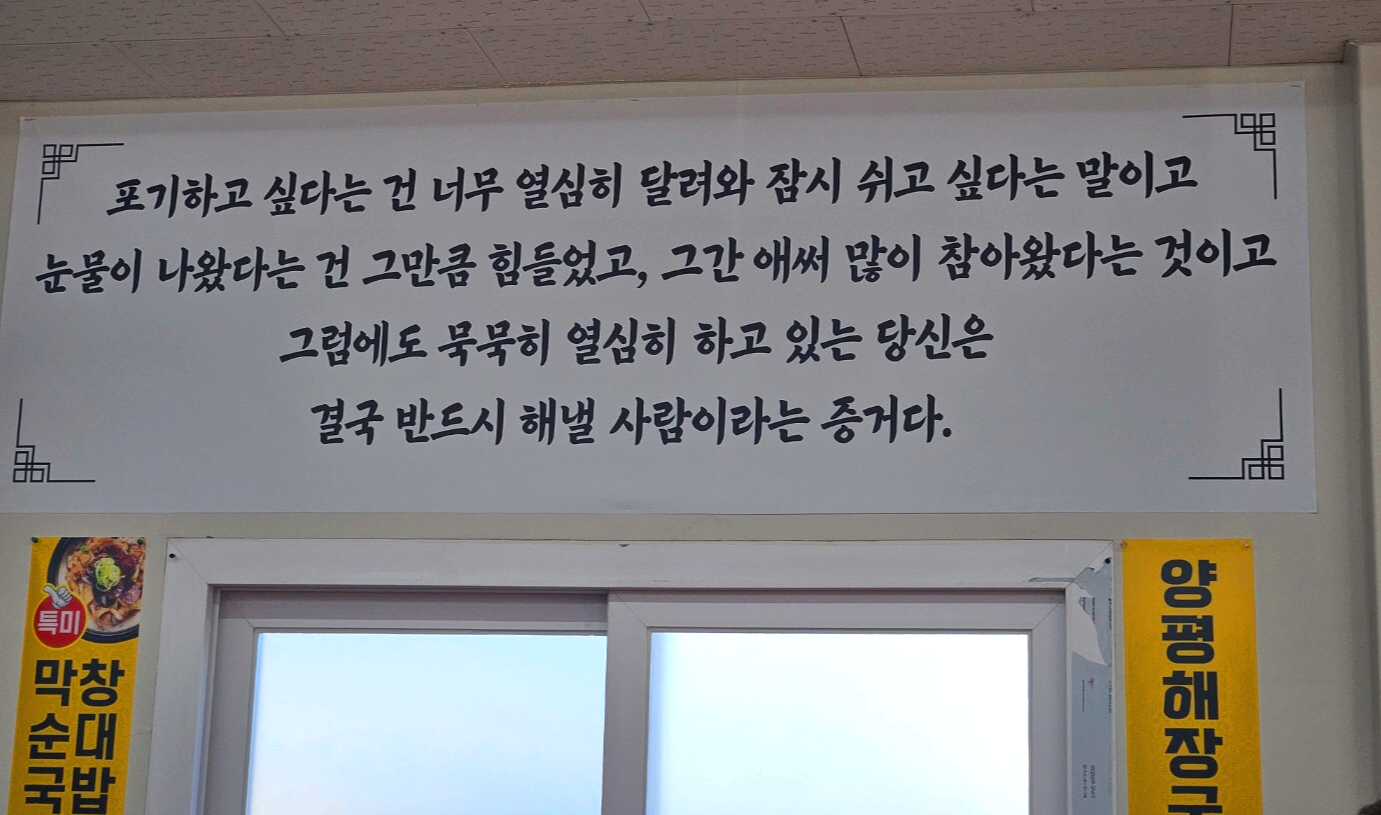 포기하고 싶다는 건 너무 열심히 달려와 잠시 쉬고 싶다는 말이고
눈물이 나왔다는 건 그만큼 힘들었고, 그간 애써 많이 참아왔다는 것이고
그럼에도 묵묵히 열심히 하고 있는 당신은
결국 반드시 해낼 사람이라는 증거다.
특미
막창
순대
국밥
양평해장국